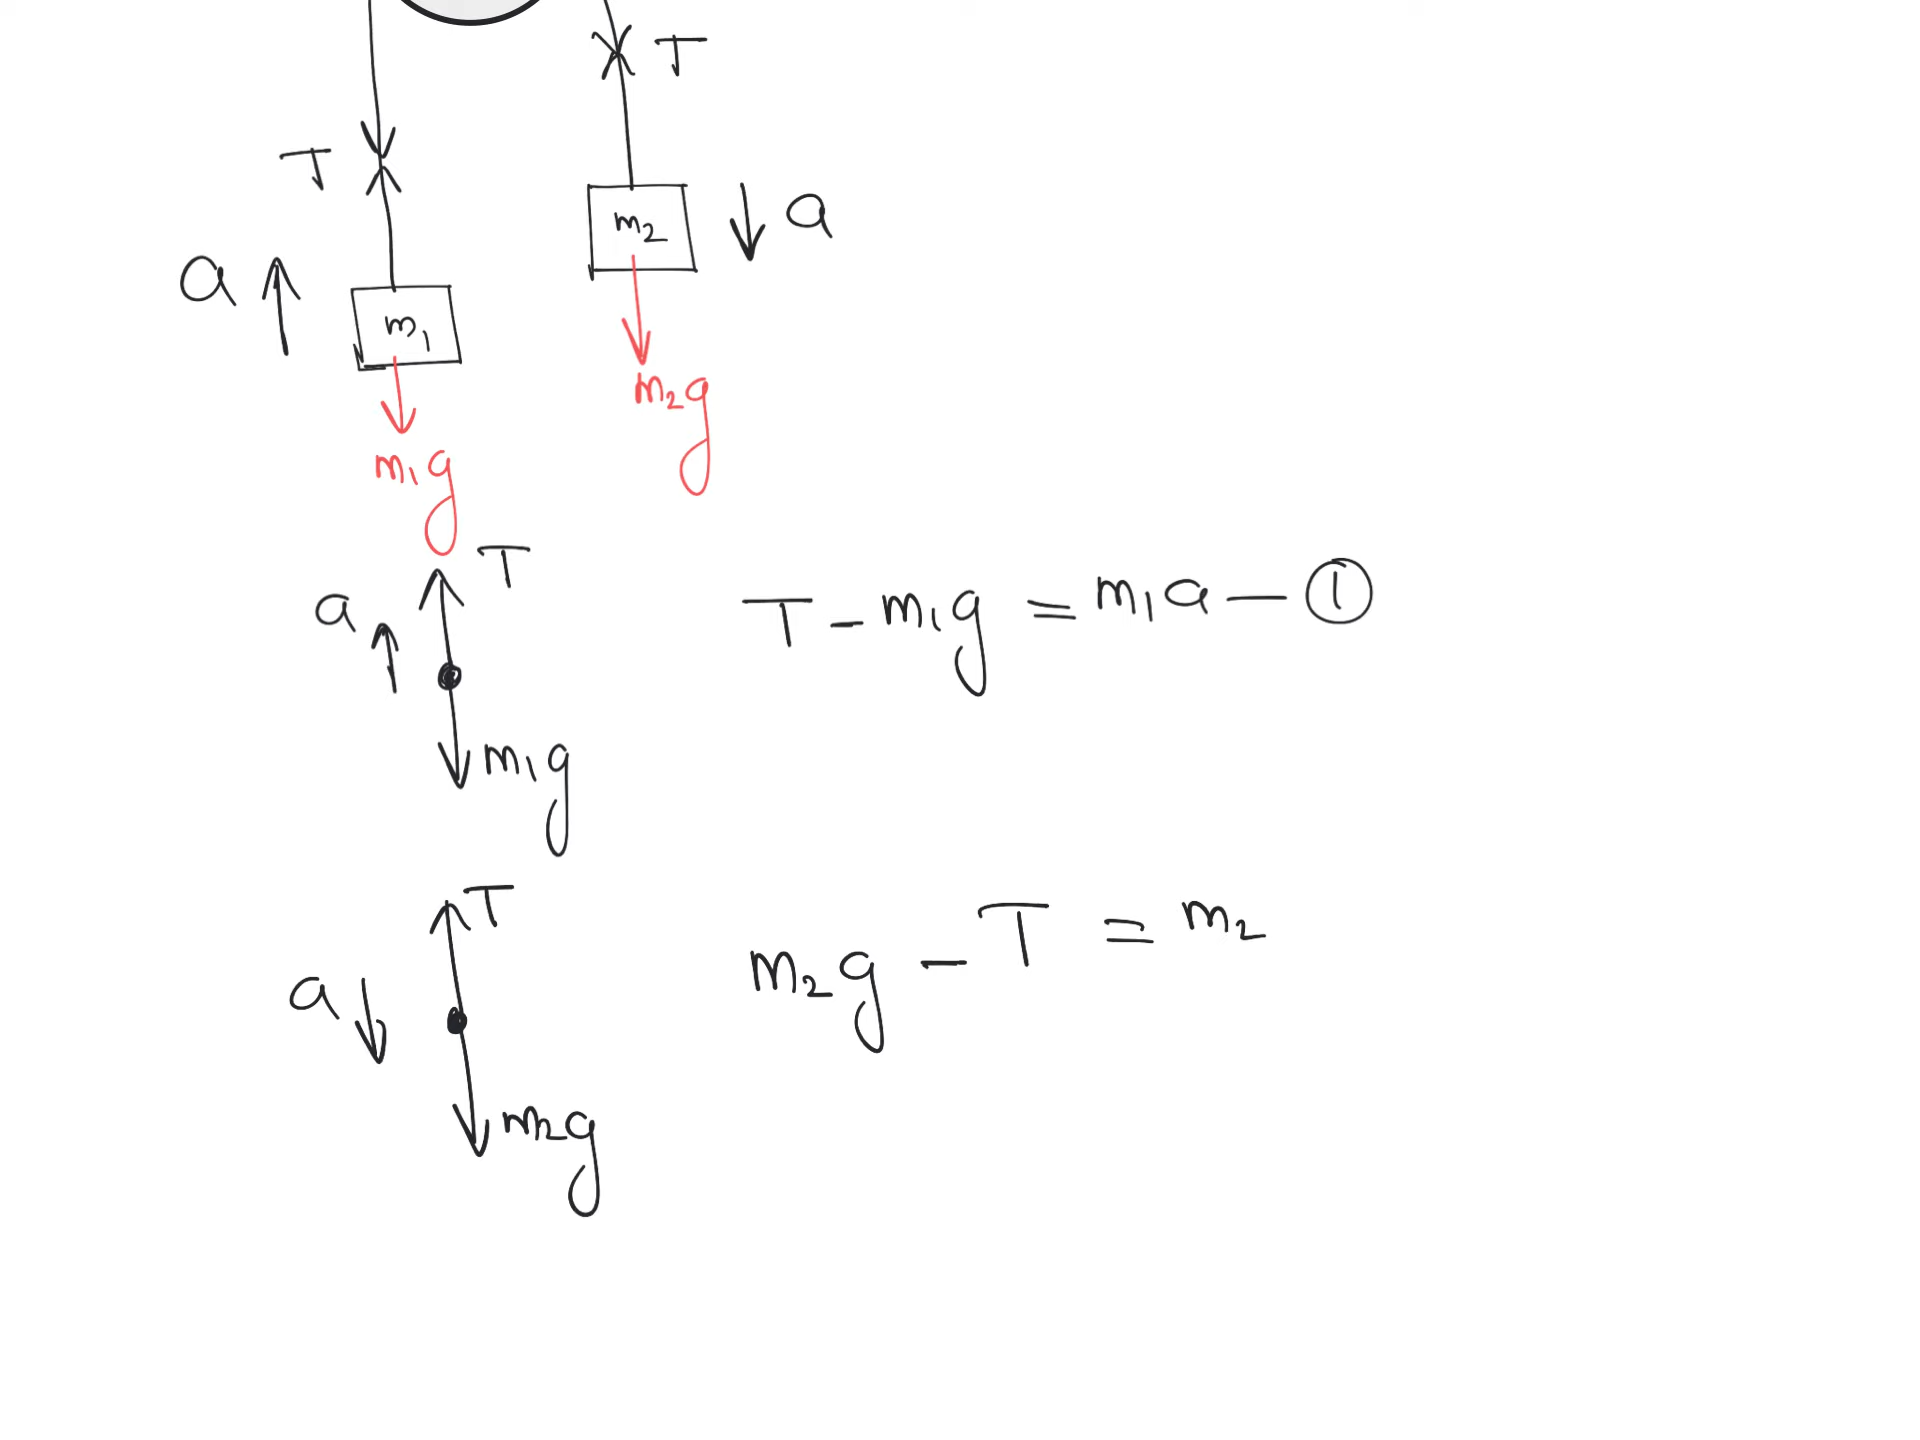 T
T
m2
a
a
m1
m2g
m1g
T
a
T - m1g = m1a - ①
m1g
T
m2g - T = m2
a
m2g